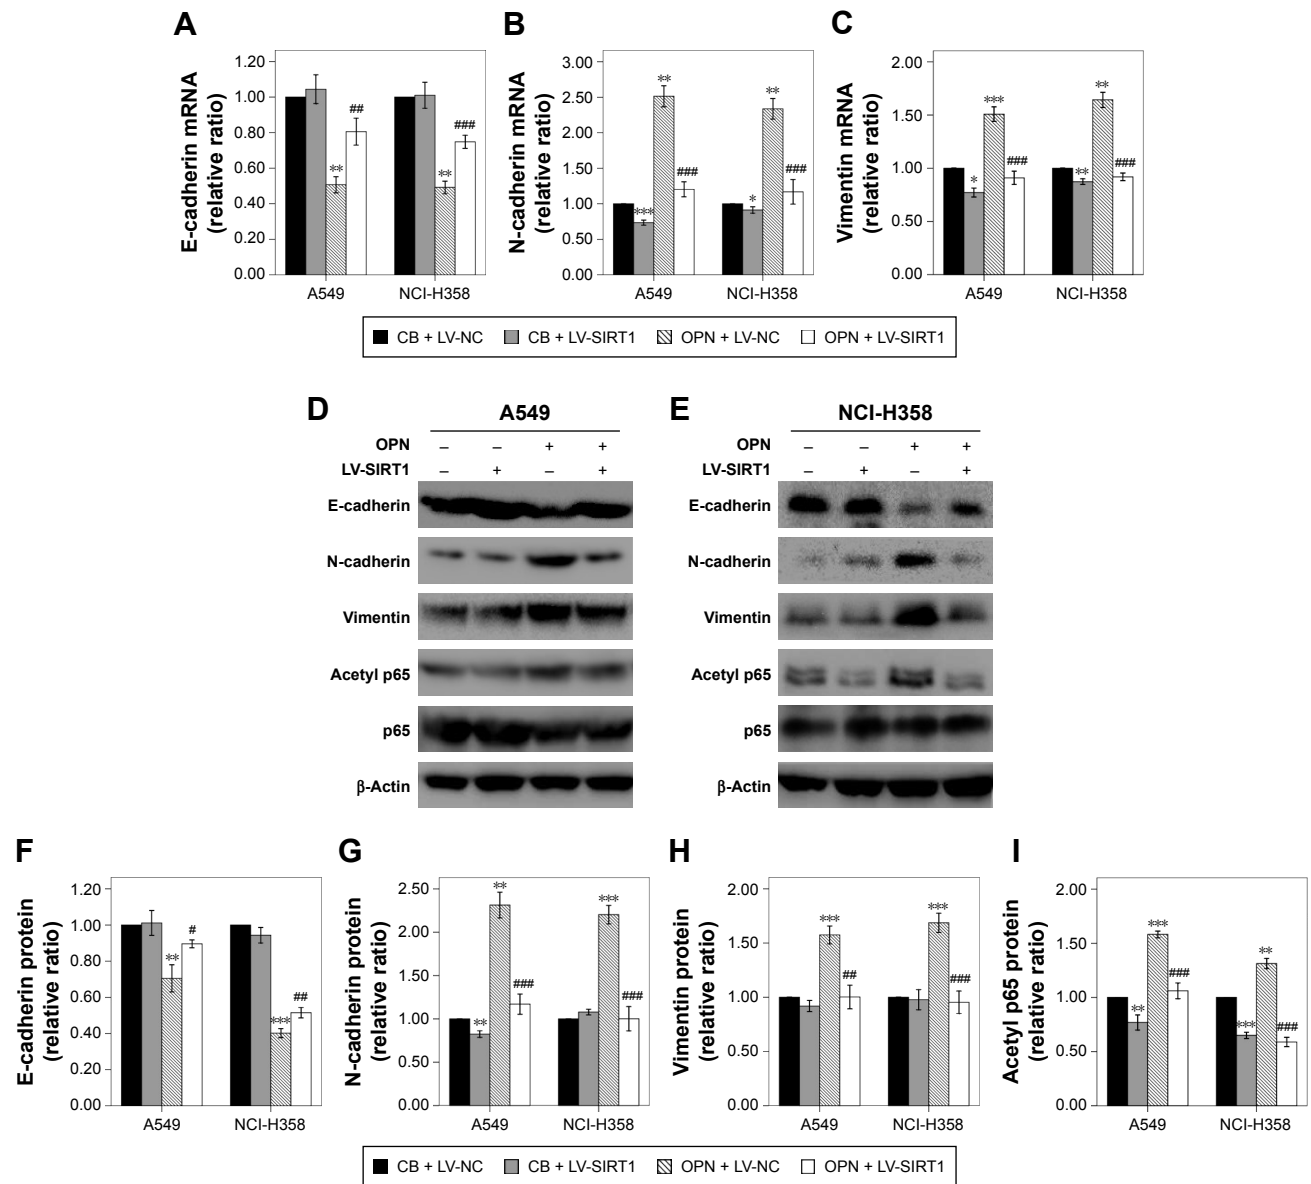 A
B
C
E-cadherin mRNA
(relative ratio)
1.20
1.00
0.80
0.60
0.40
0.20
0.00
**
##
**
###
A549
NCI-H358
N-cadherin mRNA
(relative ratio)
3.00
2.50
2.00
1.50
1.00
0.50
0.00
***
**
###
*
**
###
A549
NCI-H358
Vimentin mRNA
(relative ratio)
2.00
1.50
1.00
0.50
0.00
*
***
###
**
**
###
A549
NCI-H358
CB + LV-NC CB + LV-SIRT1 OPN + LV-NC OPN + LV-SIRT1
D
A549
OPN – – + +
LV-SIRT1 – + – +
E-cadherin
N-cadherin
Vimentin
Acetyl p65
p65
β-Actin
E
NCI-H358
OPN – – + +
LV-SIRT1 – + – +
E-cadherin
N-cadherin
Vimentin
Acetyl p65
p65
β-Actin
F
E-cadherin protein
(relative ratio)
1.20
1.00
0.80
0.60
0.40
0.20
0.00
**
#
***
##
A549
NCI-H358
G
N-cadherin protein
(relative ratio)
2.50
2.00
1.50
1.00
0.50
0.00
**
**
###
***
###
A549
NCI-H358
H
Vimentin protein
(relative ratio)
2.00
1.50
1.00
0.50
0.00
***
##
***
###
A549
NCI-H358
I
Acetyl p65 protein
(relative ratio)
2.00
1.50
1.00
0.50
0.00
**
***
###
***
**
###
A549
NCI-H358
CB + LV-NC CB + LV-SIRT1 OPN + LV-NC OPN + LV-SIRT1